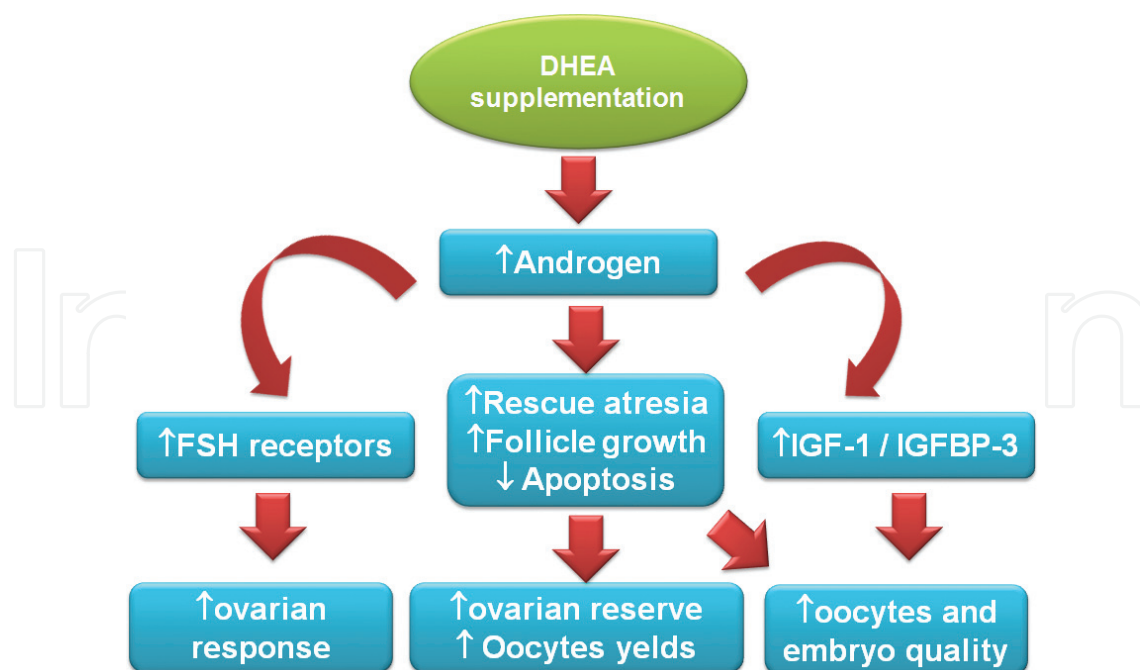 DHEA
supplementation
↑Androgen
↑FSH receptors
↑Rescue atresia
↑Follicle growth
↓ Apoptosis
↑IGF-1 / IGFBP-3
↑ovarian
response
↑ovarian reserve
↑ Oocytes yelds
↑oocytes and
embryo quality